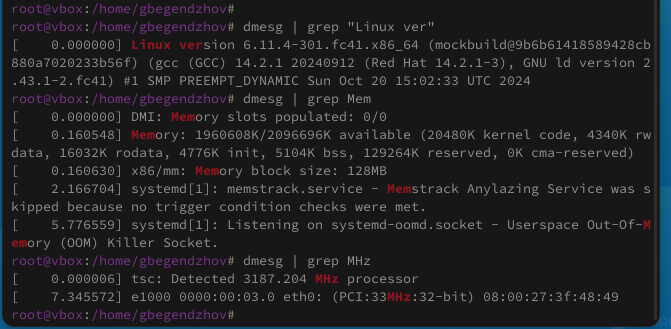 root@vbox:/home/gbegendzhov#
root@vbox:/home/gbegendzhov# dmesg | grep "Linux ver"
[    0.000000] Linux version 6.11.4-301.fc41.x86_64 (mockbuild@9b6b61418589428cb
880a7020233b56f) (gcc (GCC) 14.2.1 20240912 (Red Hat 14.2.1-3), GNU ld version 2
.43.1-2.fc41) #1 SMP PREEMPT_DYNAMIC Sun Oct 20 15:02:33 UTC 2024
root@vbox:/home/gbegendzhov# dmesg | grep Mem
[    0.000000] DMI: Memory slots populated: 0/0
[    0.160548] Memory: 1960608K/2096696K available (20480K kernel code, 4340K rw
data, 16032K rodata, 4776K init, 5104K bss, 129264K reserved, 0K cma-reserved)
[    0.160630] x86/mm: Memory block size: 128MB
[    2.166704] systemd[1]: memstrack.service - Memstrack Anylazing Service was s
kipped because no trigger condition checks were met.
[    5.776559] systemd[1]: Listening on systemd-oomd.socket - Userspace Out-Of-M
emory (OOM) Killer Socket.
root@vbox:/home/gbegendzhov# dmesg | grep MHz
[    0.000006] tsc: Detected 3187.204 MHz processor
[    7.345572] e1000 0000:00:03.0 eth0: (PCI:33MHz:32-bit) 08:00:27:3f:48:49
root@vbox:/home/gbegendzhov#